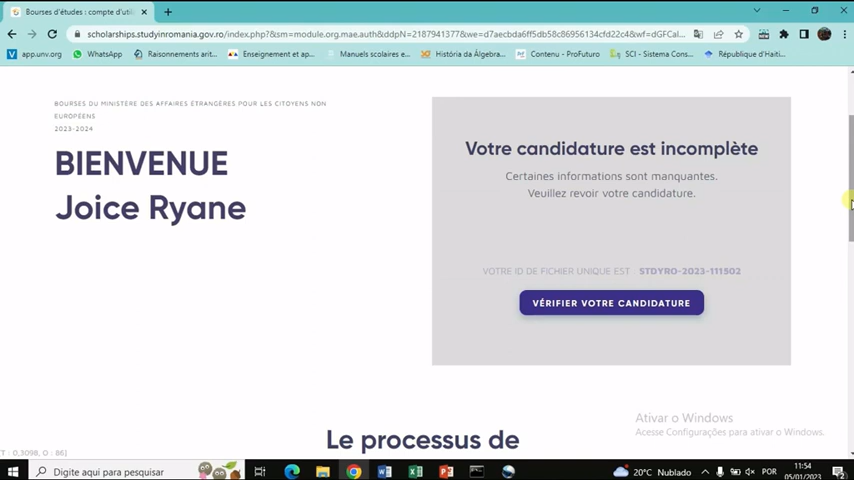 Bourses d'études : compte d'utili
scholarships.studyinromania.gov.ro/index.php?&sm=module.org.mae.auth&ddpN=2187941377&we=d7aecbda6ff5db58c86956134cfd22c4&wf=dGFCal...
app.unv.org WhatsApp Raisonnements arit... Enseignement et ap... Manuels scolaires e... História da Álgebra... Contenu - ProFuturo SCI - Sistema Cons... République d'Haïti...
BOURSES DU MINISTÈRE DES AFFAIRES ÉTRANGÈRES POUR LES CITOYENS NON
EUROPÉENS
2023-2024
BIENVENUE
Joice Ryane
Votre candidature est incomplète
Certaines informations sont manquantes.
Veuillez revoir votre candidature.
VOTRE ID DE FICHIER UNIQUE EST : STDYRO-2023-111502
VÉRIFIER VOTRE CANDIDATURE
Le processus de
Ativar o Windows
Acesse Configurações para ativar o Windows.
T : 0,3098, O : 86]
Digite aqui para pesquisar
20°C Nublado
POR
11:54
05/01/2023